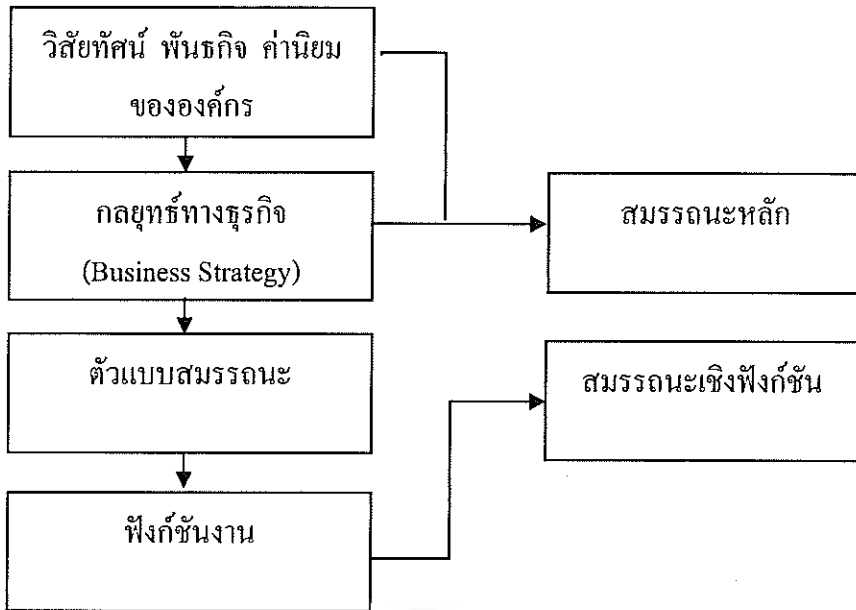 วิสัยทัศน์ พันธกิจ ค่านิยม
ขององค์กร
กลยุทธ์ทางธุรกิจ
(Business Strategy)
สมรรถนะหลัก
ตัวแบบสมรรถนะ
สมรรถนะเชิงฟังก์ชัน
ฟังก์ชันงาน